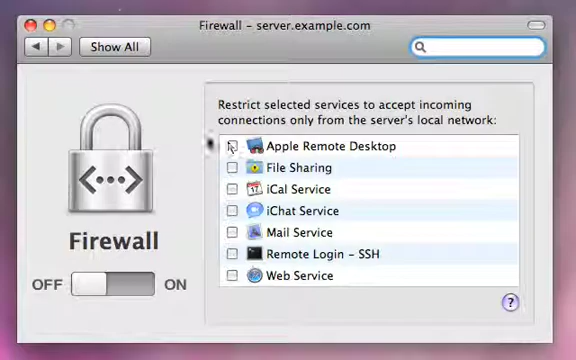 Firewall – server.example.com
Show All
Restrict selected services to accept incoming
connections only from the server's local network:
Apple Remote Desktop
File Sharing
17 iCal Service
iChat Service
Mail Service
Remote Login – SSH
Web Service
Firewall
OFF ON
?